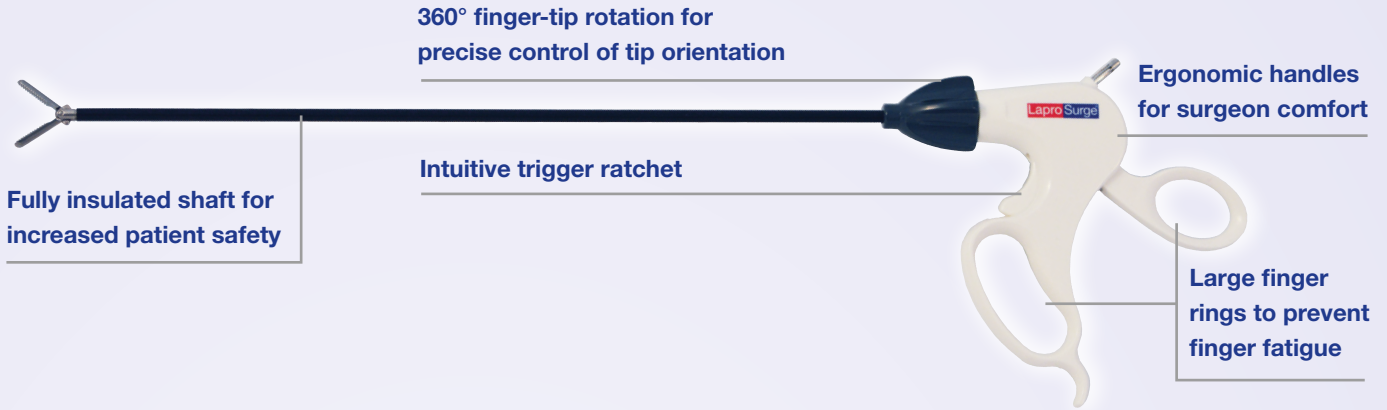 360° finger-tip rotation for
precise control of tip orientation
Ergonomic handles
for surgeon comfort
LaproSurge
Intuitive trigger ratchet
Fully insulated shaft for
increased patient safety
Large finger
rings to prevent
finger fatigue